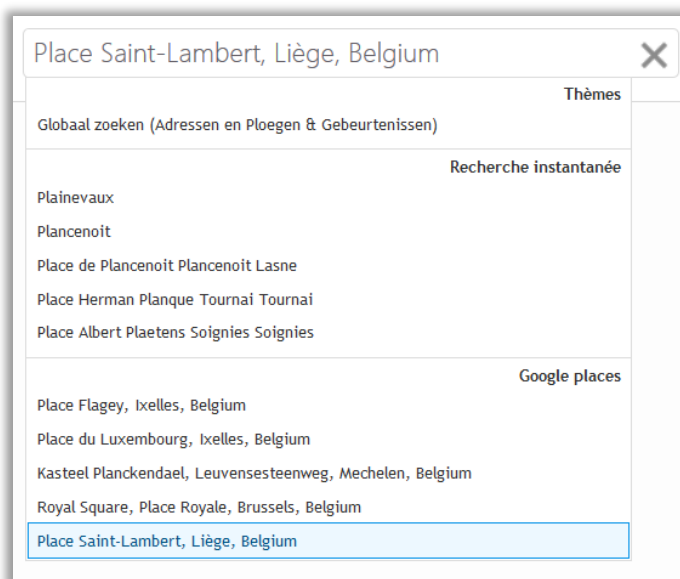 Place Saint-Lambert, Liège, Belgium
Thèmes
Globaal zoeken (Adressen en Ploegen & Gebeurtenissen)
Recherche instantanée
Plainevaux
Plancenoit
Place de Plancenoit Plancenoit Lasne
Place Herman Planque Tournai Tournai
Place Albert Plaetens Soignies Soignies
Google places
Place Flagey, Ixelles, Belgium
Place du Luxembourg, Ixelles, Belgium
Kasteel Planckendael, Leuvensesteenweg, Mechelen, Belgium
Royal Square, Place Royale, Brussels, Belgium
Place Saint-Lambert, Liège, Belgium